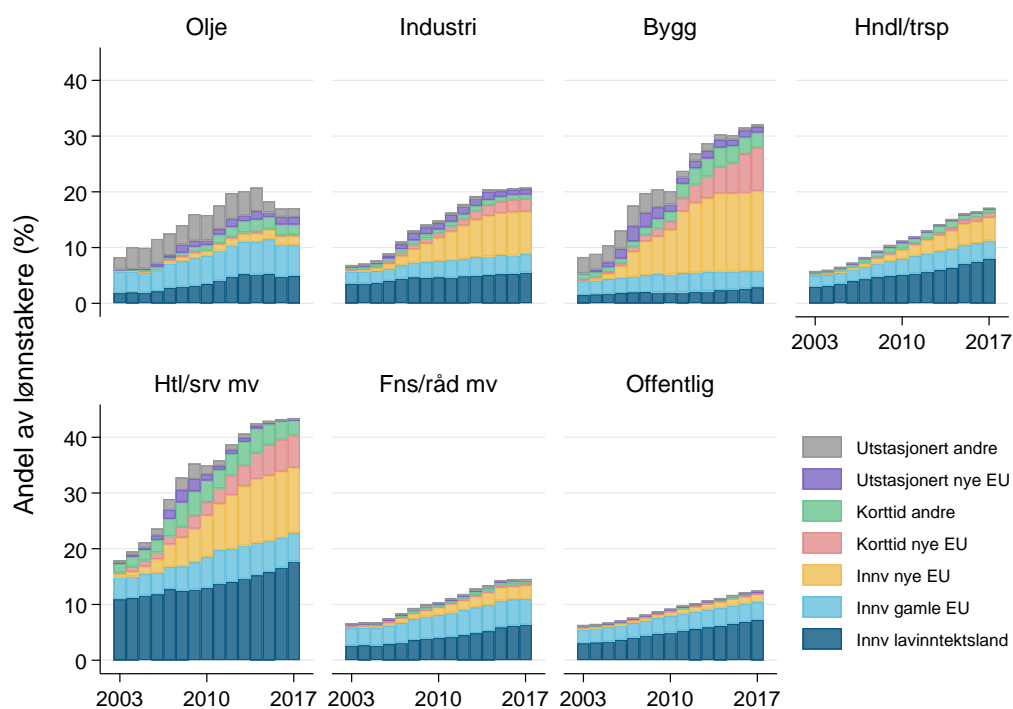 Olje
Industri
Bygg
Hndl/trsp
Andel av lønnstakere (%)
40
30
20
10
0
2003
2010
2017
Htl/srv mv
Fns/råd mv
Offentlig
40
30
20
10
0
2003
2010
2017
2003
2010
2017
2003
2010
2017
Utstasjonert andre
Utstasjonert nye EU
Korttid andre
Korttid nye EU
Innv nye EU
Innv gamle EU
Innv lavinntektsland